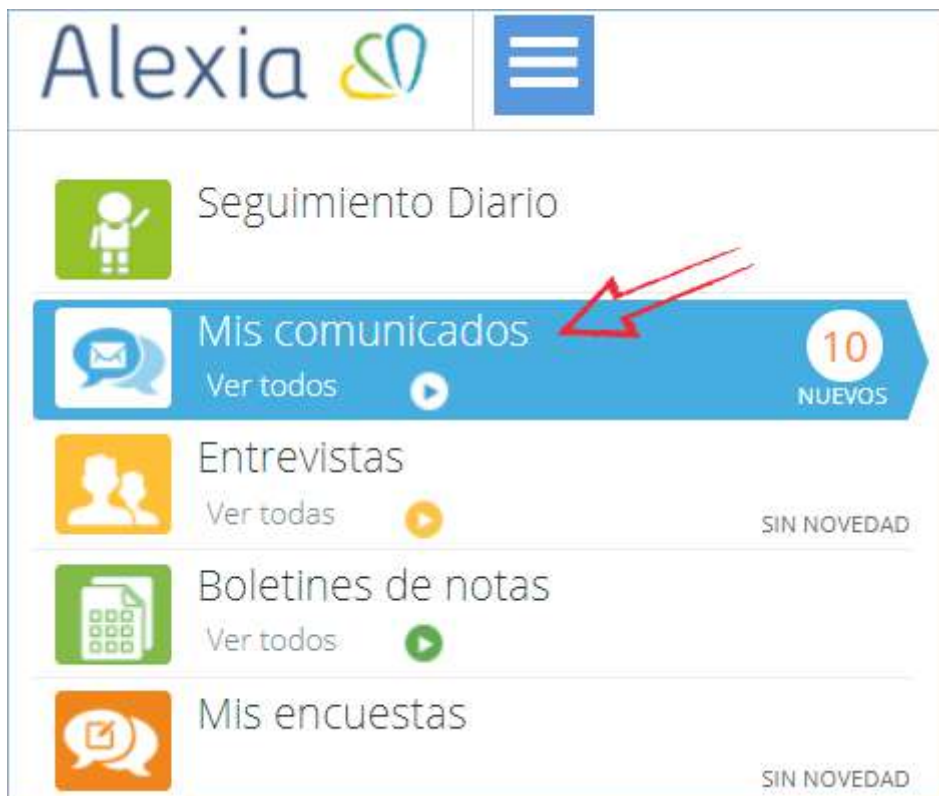 Alexia
Seguimiento Diario
Mis comunicados
Ver todos
10
NUEVOS
Entrevistas
Ver todas
SIN NOVEDAD
Boletines de notas
Ver todos
Mis encuestas
SIN NOVEDAD